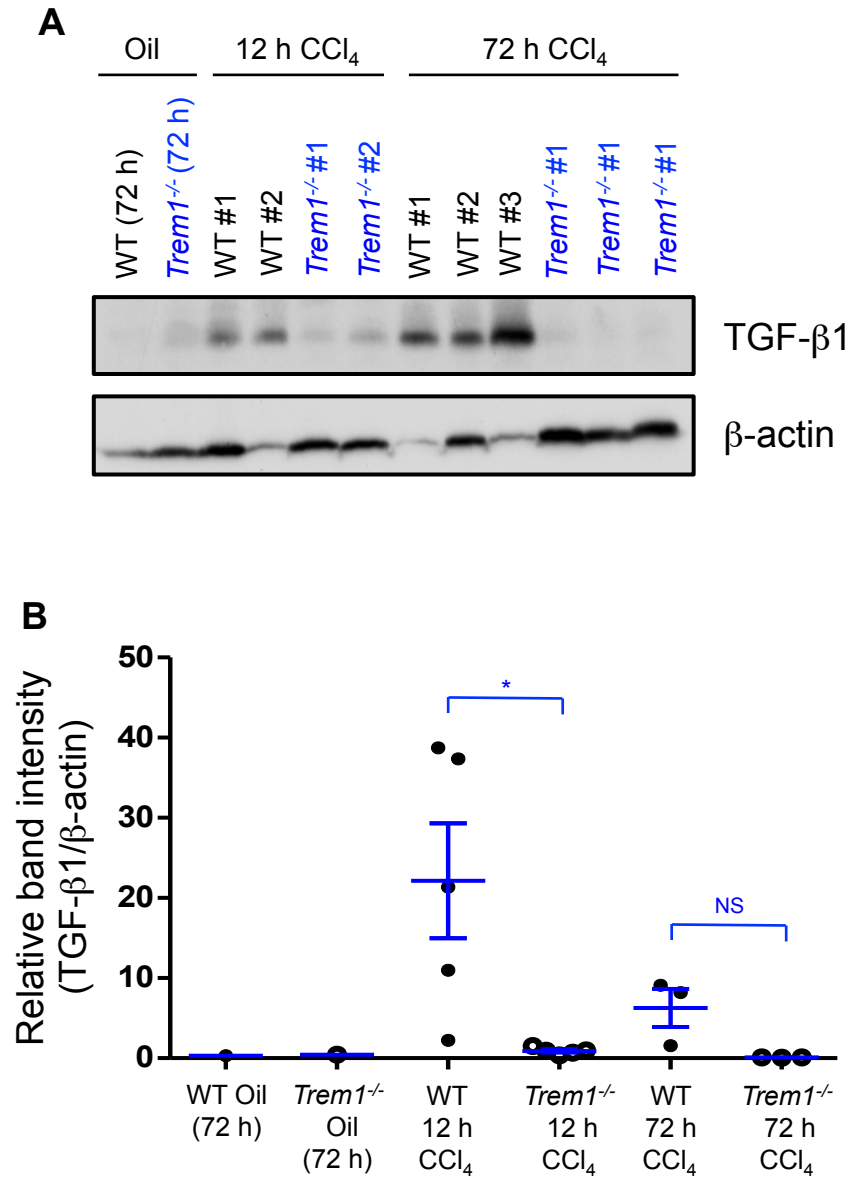 A
Oil
12 h CCl₄
72 h CCl₄
WT (72 h)
Trem1⁻/⁻ (72 h)
WT #1
WT #2
Trem1⁻/⁻ #1
Trem1⁻/⁻ #2
WT #1
WT #2
WT #3
Trem1⁻/⁻ #1
Trem1⁻/⁻ #1
Trem1⁻/⁻ #1
TGF-β1
β-actin
B
Relative band intensity
(TGF-β1/β-actin)
50
40
30
20
10
0
*
NS
WT Oil
(72 h)
Trem1⁻/⁻
Oil
(72 h)
WT
12 h
CCl₄
Trem1⁻/⁻
12 h
CCl₄
WT
72 h
CCl₄
Trem1⁻/⁻
72 h
CCl₄